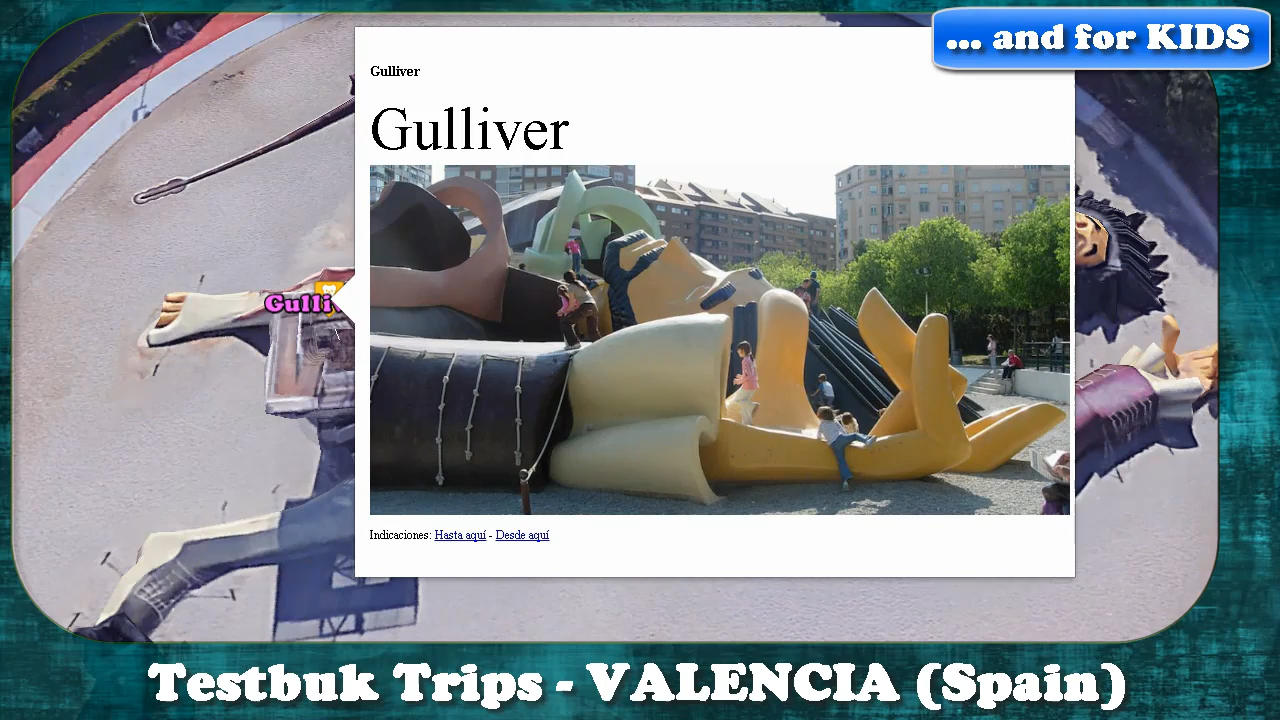 ... and for KIDS
Gulliver
Gulliver
Gulli
Indicaciones: Hasta aquí - Desde aquí
Testbuk Trips - VALENCIA (Spain)